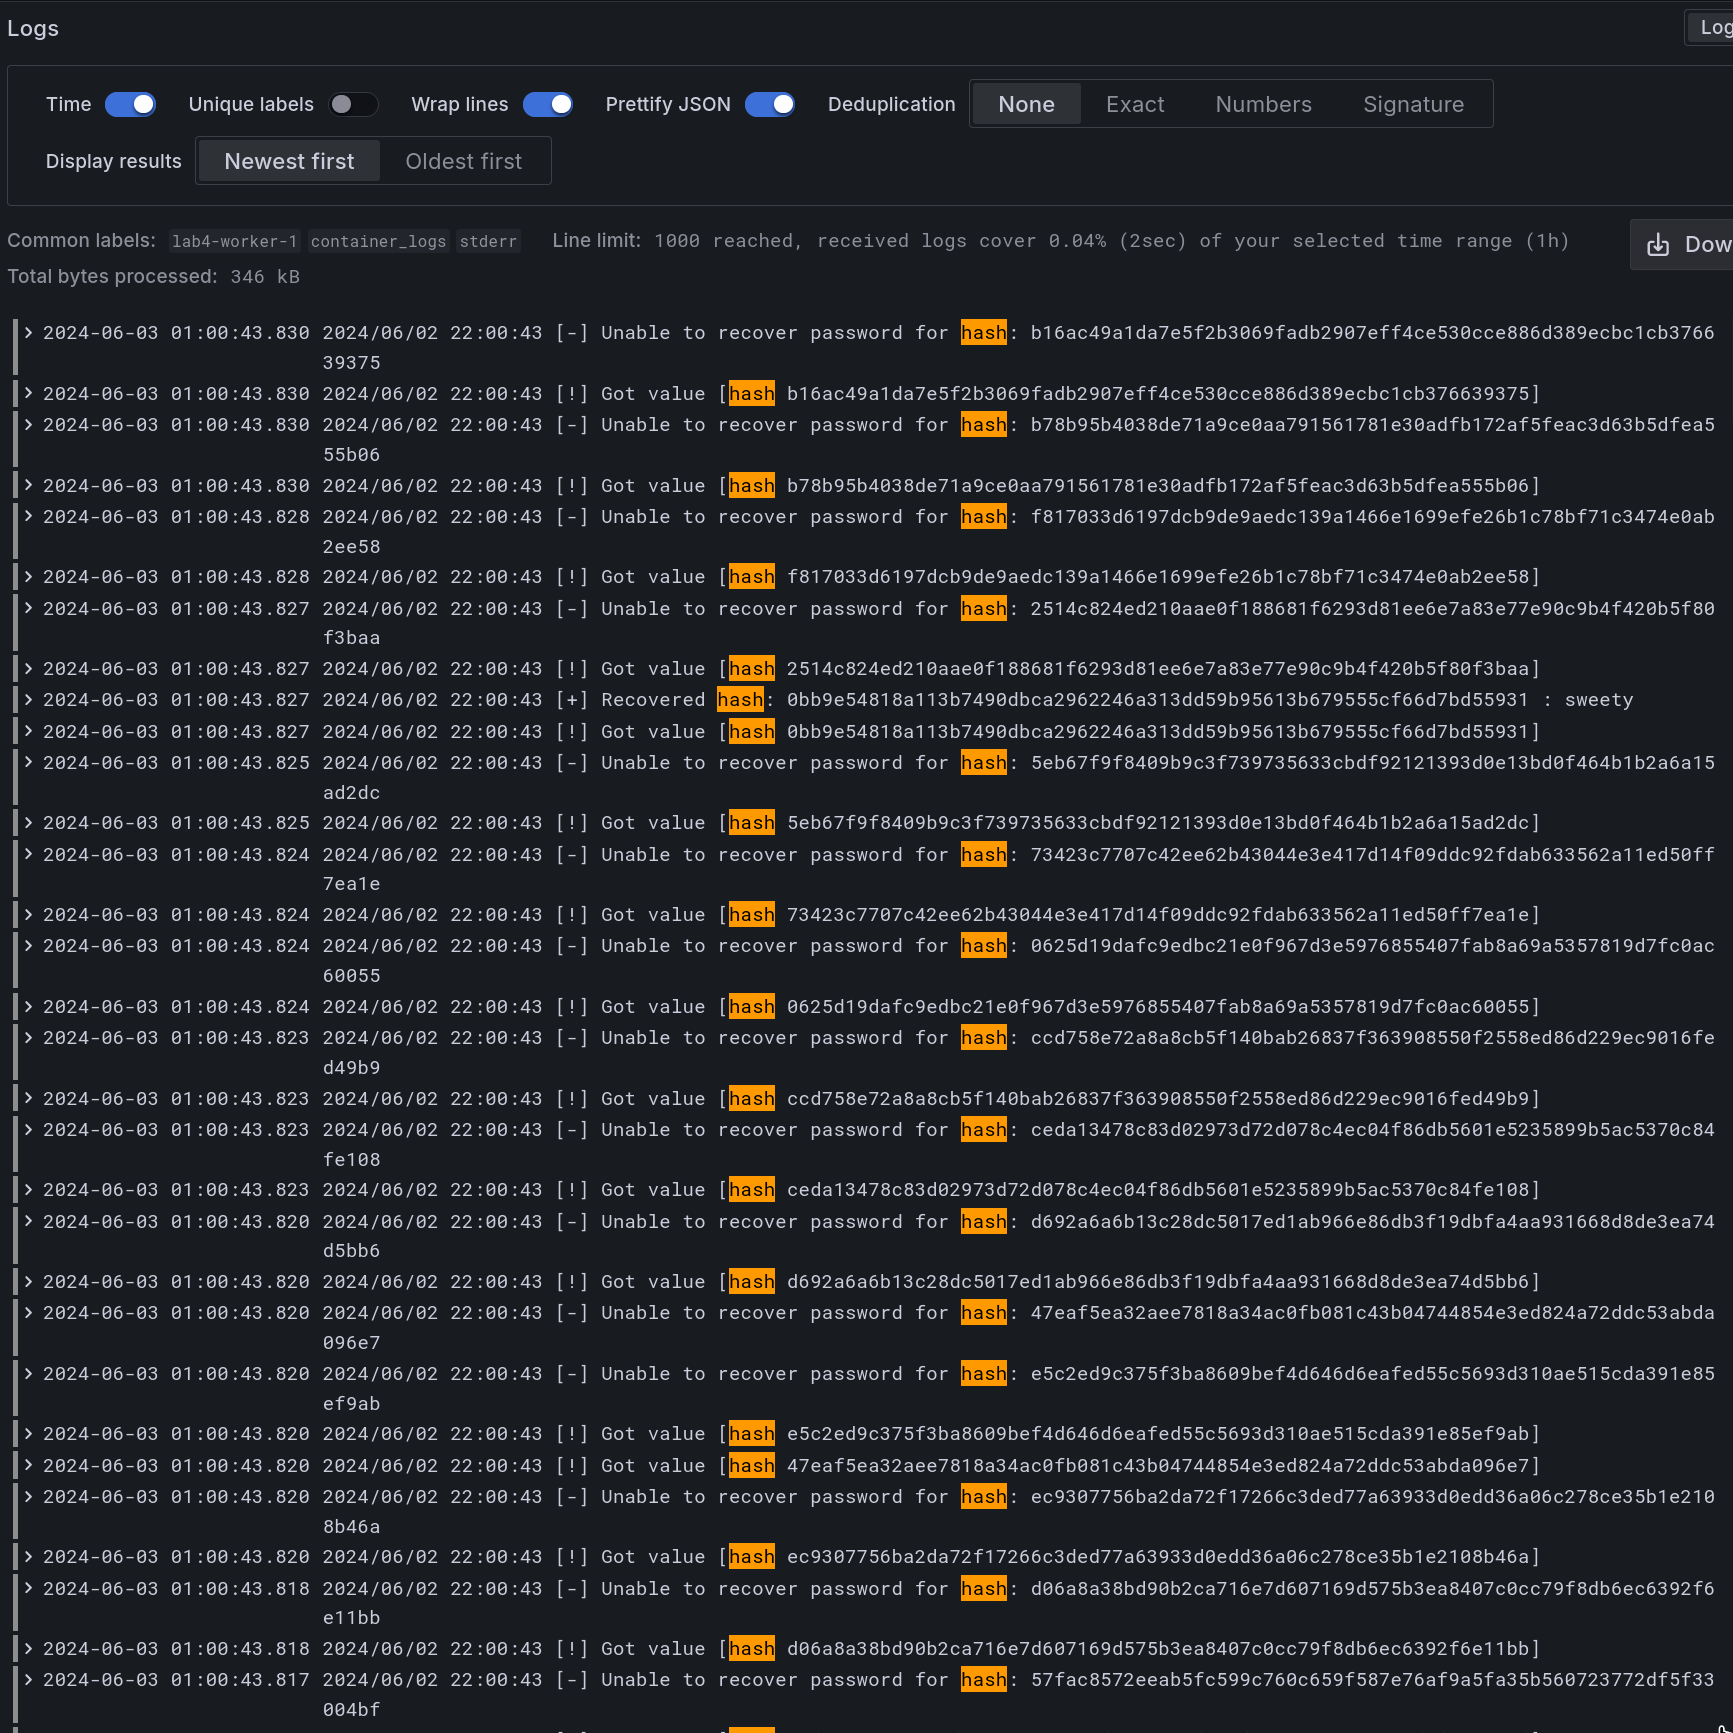 Logs
Log
Time Unique labels Wrap lines Prettify JSON Deduplication None Exact Numbers Signature
Display results Newest first Oldest first
Common labels: lab4-worker-1 container_logs stderr Line limit: 1000 reached, received logs cover 0.04% (2sec) of your selected time range (1h)
Dow
Total bytes processed: 346 kB
2024-06-03 01:00:43.830 2024/06/02 22:00:43 [-] Unable to recover password for hash: b16ac49a1da7e5f2b3069fadb2907eff4ce530cce886d389ecbc1cb3766
39375
2024-06-03 01:00:43.830 2024/06/02 22:00:43 [!] Got value [hash b16ac49a1da7e5f2b3069fadb2907eff4ce530cce886d389ecbc1cb376639375]
2024-06-03 01:00:43.830 2024/06/02 22:00:43 [-] Unable to recover password for hash: b78b95b4038de71a9ce0aa791561781e30adfb172af5feac3d63b5dfea5
55b06
2024-06-03 01:00:43.830 2024/06/02 22:00:43 [!] Got value [hash b78b95b4038de71a9ce0aa791561781e30adfb172af5feac3d63b5dfea555b06]
2024-06-03 01:00:43.828 2024/06/02 22:00:43 [-] Unable to recover password for hash: f817033d6197dcb9de9aedc139a1466e1699efe26b1c78bf71c3474e0ab
2ee58
2024-06-03 01:00:43.828 2024/06/02 22:00:43 [!] Got value [hash f817033d6197dcb9de9aedc139a1466e1699efe26b1c78bf71c3474e0ab2ee58]
2024-06-03 01:00:43.827 2024/06/02 22:00:43 [-] Unable to recover password for hash: 2514c824ed210aae0f188681f6293d81ee6e7a83e77e90c9b4f420b5f80
f3baa
2024-06-03 01:00:43.827 2024/06/02 22:00:43 [!] Got value [hash 2514c824ed210aae0f188681f6293d81ee6e7a83e77e90c9b4f420b5f80f3baa]
2024-06-03 01:00:43.827 2024/06/02 22:00:43 [+] Recovered hash: 0bb9e54818a113b7490dbca2962246a313dd59b95613b679555cf66d7bd55931 : sweety
2024-06-03 01:00:43.827 2024/06/02 22:00:43 [!] Got value [hash 0bb9e54818a113b7490dbca2962246a313dd59b95613b679555cf66d7bd55931]
2024-06-03 01:00:43.825 2024/06/02 22:00:43 [-] Unable to recover password for hash: 5eb67f9f8409b9c3f739735633cbdf92121393d0e13bd0f464b1b2a6a15
ad2dc
2024-06-03 01:00:43.825 2024/06/02 22:00:43 [!] Got value [hash 5eb67f9f8409b9c3f739735633cbdf92121393d0e13bd0f464b1b2a6a15ad2dc]
2024-06-03 01:00:43.824 2024/06/02 22:00:43 [-] Unable to recover password for hash: 73423c7707c42ee62b43044e3e417d14f09ddc92fdab633562a11ed50ff
7ea1e
2024-06-03 01:00:43.824 2024/06/02 22:00:43 [!] Got value [hash 73423c7707c42ee62b43044e3e417d14f09ddc92fdab633562a11ed50ff7ea1e]
2024-06-03 01:00:43.824 2024/06/02 22:00:43 [-] Unable to recover password for hash: 0625d19dafc9edbc21e0f967d3e5976855407fab8a69a5357819d7fc0ac
60055
2024-06-03 01:00:43.824 2024/06/02 22:00:43 [!] Got value [hash 0625d19dafc9edbc21e0f967d3e5976855407fab8a69a5357819d7fc0ac60055]
2024-06-03 01:00:43.823 2024/06/02 22:00:43 [-] Unable to recover password for hash: ccd758e72a8a8cb5f140bab26837f363908550f2558ed86d229ec9016fe
d49b9
2024-06-03 01:00:43.823 2024/06/02 22:00:43 [!] Got value [hash ccd758e72a8a8cb5f140bab26837f363908550f2558ed86d229ec9016fed49b9]
2024-06-03 01:00:43.823 2024/06/02 22:00:43 [-] Unable to recover password for hash: ceda13478c83d02973d72d078c4ec04f86db5601e5235899b5ac5370c84
fe108
2024-06-03 01:00:43.823 2024/06/02 22:00:43 [!] Got value [hash ceda13478c83d02973d72d078c4ec04f86db5601e5235899b5ac5370c84fe108]
2024-06-03 01:00:43.820 2024/06/02 22:00:43 [-] Unable to recover password for hash: d692a6a6b13c28dc5017ed1ab966e86db3f19dbfa4aa931668d8de3ea74
d5bb6
2024-06-03 01:00:43.820 2024/06/02 22:00:43 [!] Got value [hash d692a6a6b13c28dc5017ed1ab966e86db3f19dbfa4aa931668d8de3ea74d5bb6]
2024-06-03 01:00:43.820 2024/06/02 22:00:43 [-] Unable to recover password for hash: 47eaf5ea32aee7818a34ac0fb081c43b04744854e3ed824a72ddc53abda
096e7
2024-06-03 01:00:43.820 2024/06/02 22:00:43 [-] Unable to recover password for hash: e5c2ed9c375f3ba8609bef4d646d6eafed55c5693d310ae515cda391e85
ef9ab
2024-06-03 01:00:43.820 2024/06/02 22:00:43 [!] Got value [hash e5c2ed9c375f3ba8609bef4d646d6eafed55c5693d310ae515cda391e85ef9ab]
2024-06-03 01:00:43.820 2024/06/02 22:00:43 [!] Got value [hash 47eaf5ea32aee7818a34ac0fb081c43b04744854e3ed824a72ddc53abda096e7]
2024-06-03 01:00:43.820 2024/06/02 22:00:43 [-] Unable to recover password for hash: ec9307756ba2da72f17266c3ded77a63933d0edd36a06c278ce35b1e210
8b46a
2024-06-03 01:00:43.820 2024/06/02 22:00:43 [!] Got value [hash ec9307756ba2da72f17266c3ded77a63933d0edd36a06c278ce35b1e2108b46a]
2024-06-03 01:00:43.818 2024/06/02 22:00:43 [-] Unable to recover password for hash: d06a8a38bd90b2ca716e7d607169d575b3ea8407c0cc79f8db6ec6392f6
e11bb
2024-06-03 01:00:43.818 2024/06/02 22:00:43 [!] Got value [hash d06a8a38bd90b2ca716e7d607169d575b3ea8407c0cc79f8db6ec6392f6e11bb]
2024-06-03 01:00:43.817 2024/06/02 22:00:43 [-] Unable to recover password for hash: 57fac8572eeab5fc599c760c659f587e76af9a5fa35b560723772df5f33
004bf